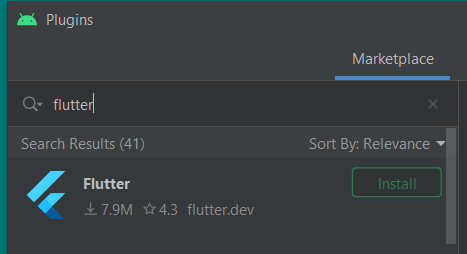 Plugins
Marketplace
flutter
Search Results (41) Sort By: Relevance
Flutter Install
7.9M 4.3 flutter.dev